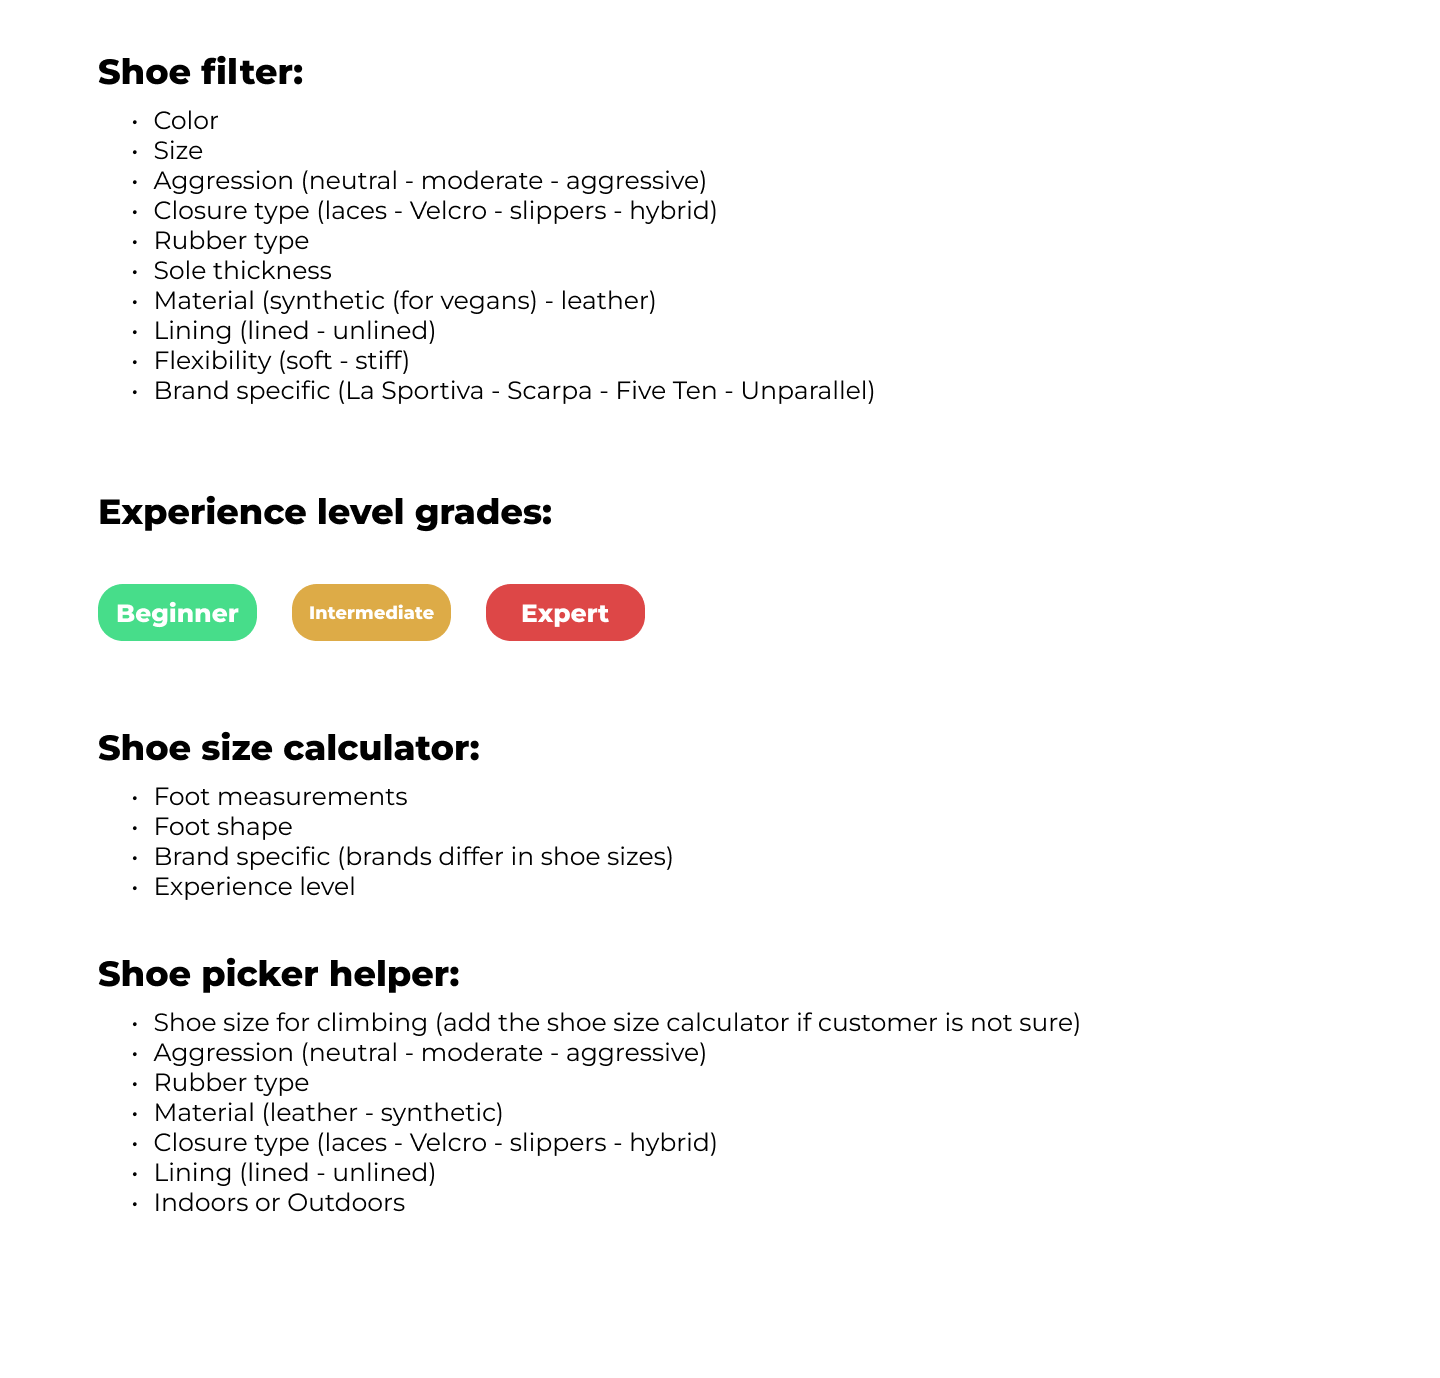 Shoe filter:
• Color
• Size
• Aggression (neutral - moderate - aggressive)
• Closure type (laces - Velcro - slippers - hybrid)
• Rubber type
• Sole thickness
• Material (synthetic (for vegans) - leather)
• Lining (lined - unlined)
• Flexibility (soft - stiff)
• Brand specific (La Sportiva - Scarpa - Five Ten - Unparallel)
Experience level grades:
Beginner Intermediate Expert
Shoe size calculator:
• Foot measurements
• Foot shape
• Brand specific (brands differ in shoe sizes)
• Experience level
Shoe picker helper:
• Shoe size for climbing (add the shoe size calculator if customer is not sure)
• Aggression (neutral - moderate - aggressive)
• Rubber type
• Material (leather - synthetic)
• Closure type (laces - Velcro - slippers - hybrid)
• Lining (lined - unlined)
• Indoors or Outdoors